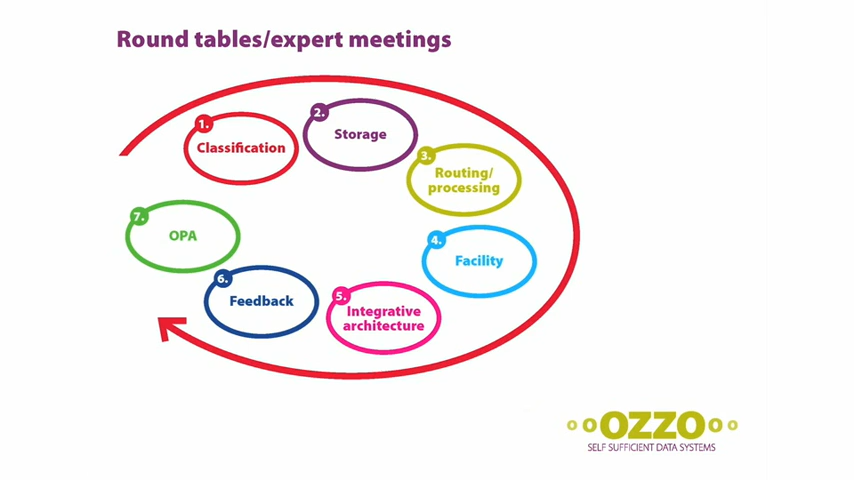 Round tables/expert meetings
1.
Classification
2.
Storage
3.
Routing/
processing
4.
Facility
5.
Integrative
architecture
6.
Feedback
7.
OPA
ooOZZOoo
SELF SUFFICIENT DATA SYSTEMS